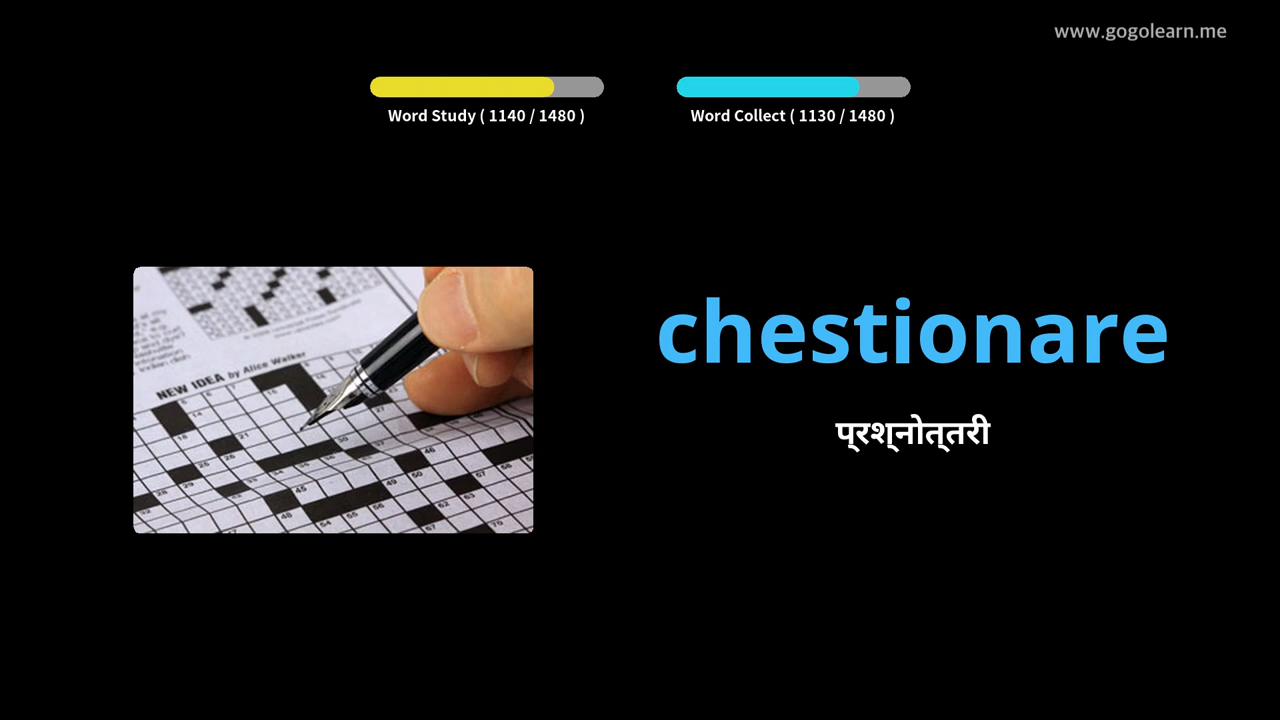 www.gogolearn.me
Word Study ( 1140 / 1480 )
Word Collect ( 1130 / 1480 )
NEW IDEA by Alice Walker
chestionare
प्रश्नोत्तरी